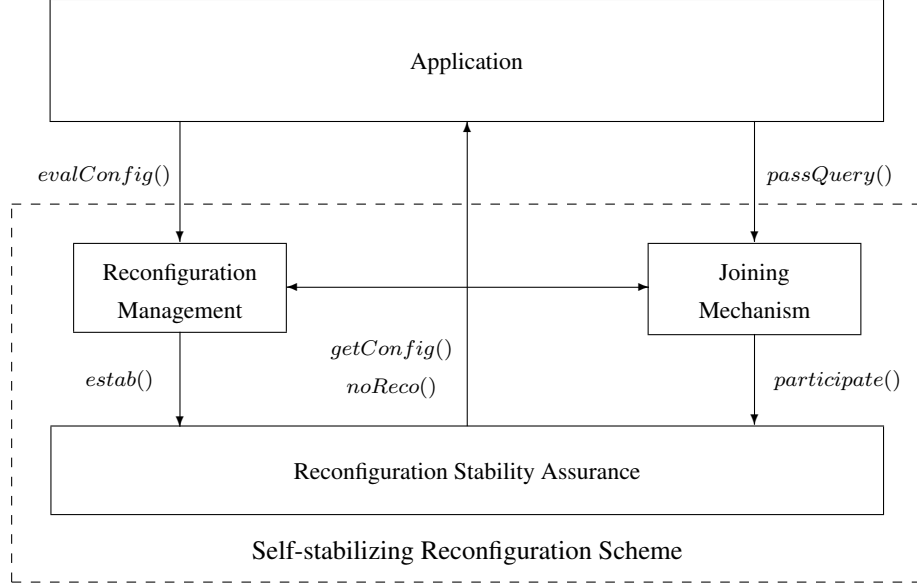 Application
evalConfig()
passQuery()
Reconfiguration
Management
Joining
Mechanism
getConfig()
noReco()
estab()
participate()
Reconfiguration Stability Assurance
Self-stabilizing Reconfiguration Scheme